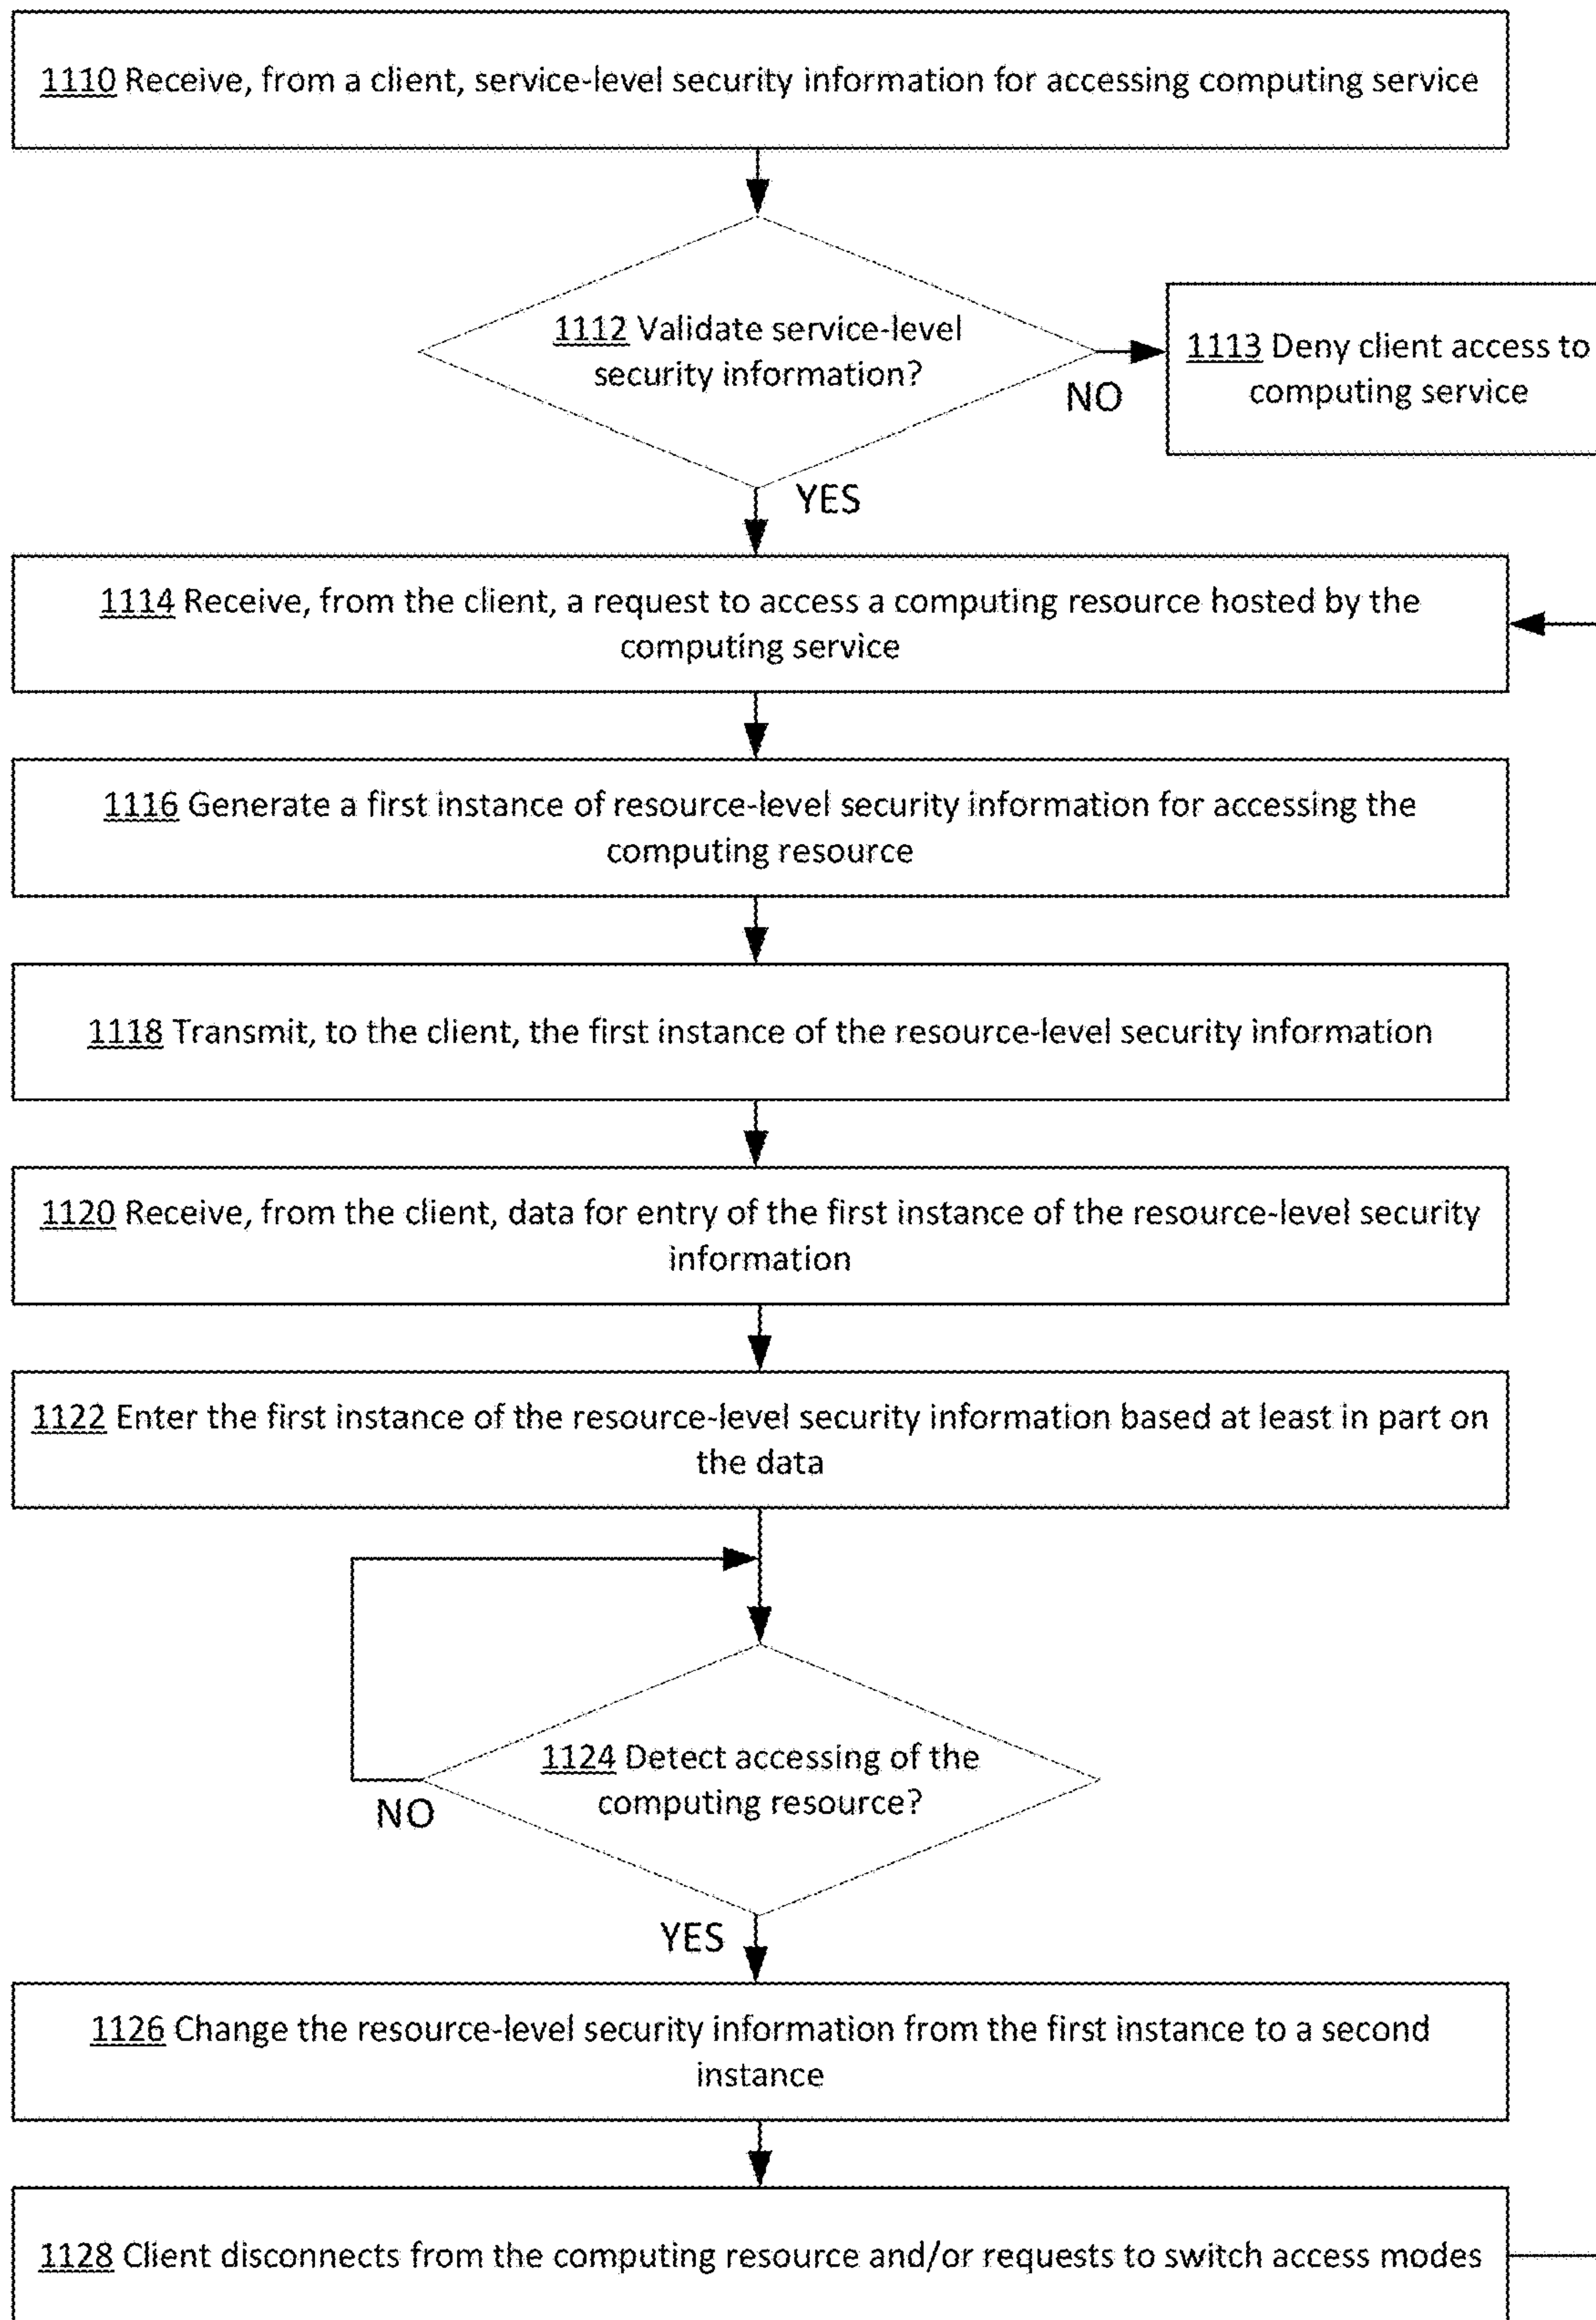 1110 Receive, from a client, service-level security information for accessing computing service
1112 Validate service-level
security information?
1113 Deny client access to
computing service
NO
YES
1114 Receive, from the client, a request to access a computing resource hosted by the
computing service
1116 Generate a first instance of resource-level security information for accessing the
computing resource
1118 Transmit, to the client, the first instance of the resource-level security information
1120 Receive, from the client, data for entry of the first instance of the resource-level security
information
1122 Enter the first instance of the resource-level security information based at least in part on
the data
1124 Detect accessing of the
computing resource?
NO
YES
1126 Change the resource-level security information from the first instance to a second
instance
1128 Client disconnects from the computing resource and/or requests to switch access modes